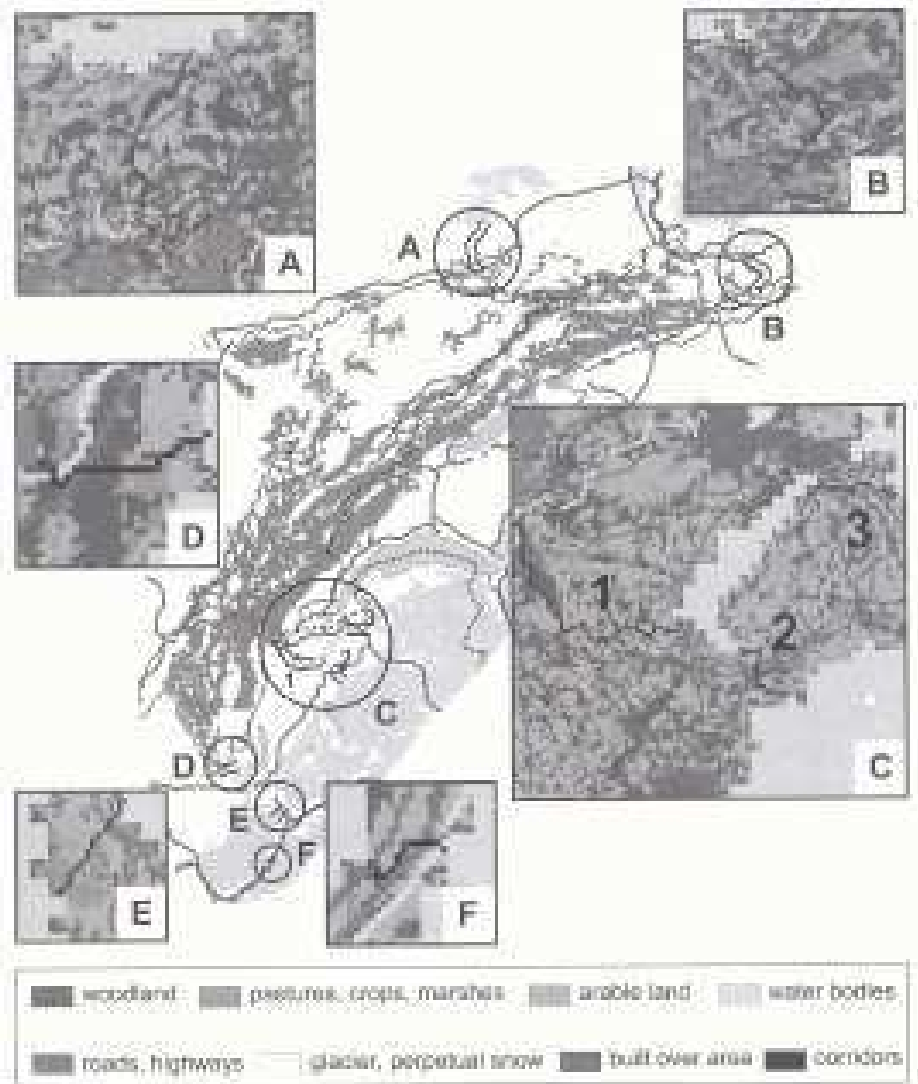 A
B
A
B
D
1
3
2
1
2
C
C
D
E
F
E
F
woodland pastures, crops, marshes arable land water bodies
roads, highways glacier, perpetual snow built over area corridors